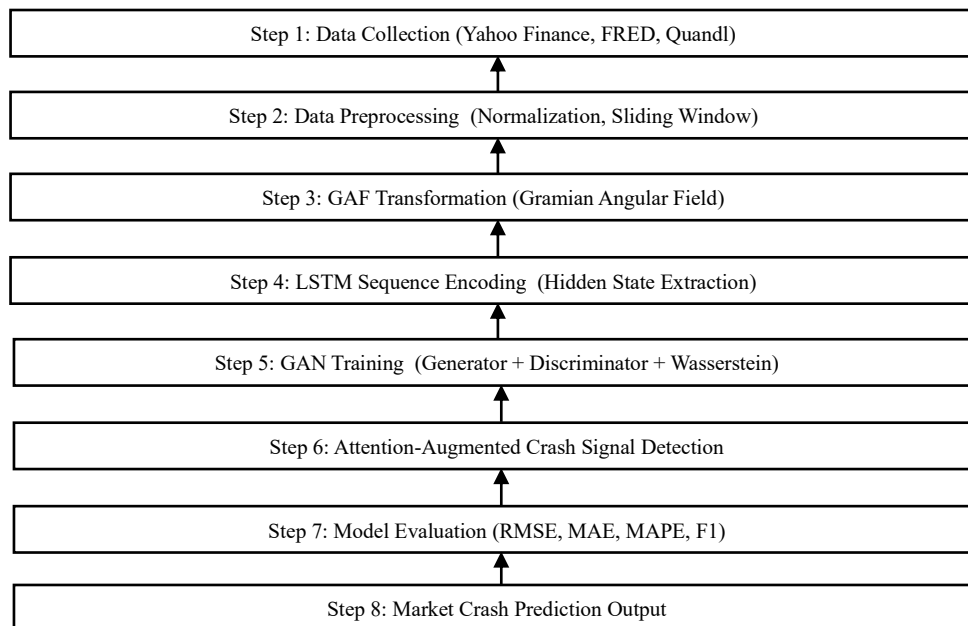 Step 1: Data Collection (Yahoo Finance, FRED, Quandl)
Step 2: Data Preprocessing (Normalization, Sliding Window)
Step 3: GAF Transformation (Gramian Angular Field)
Step 4: LSTM Sequence Encoding (Hidden State Extraction)
Step 5: GAN Training (Generator + Discriminator + Wasserstein)
Step 6: Attention-Augmented Crash Signal Detection
Step 7: Model Evaluation (RMSE, MAE, MAPE, F1)
Step 8: Market Crash Prediction Output